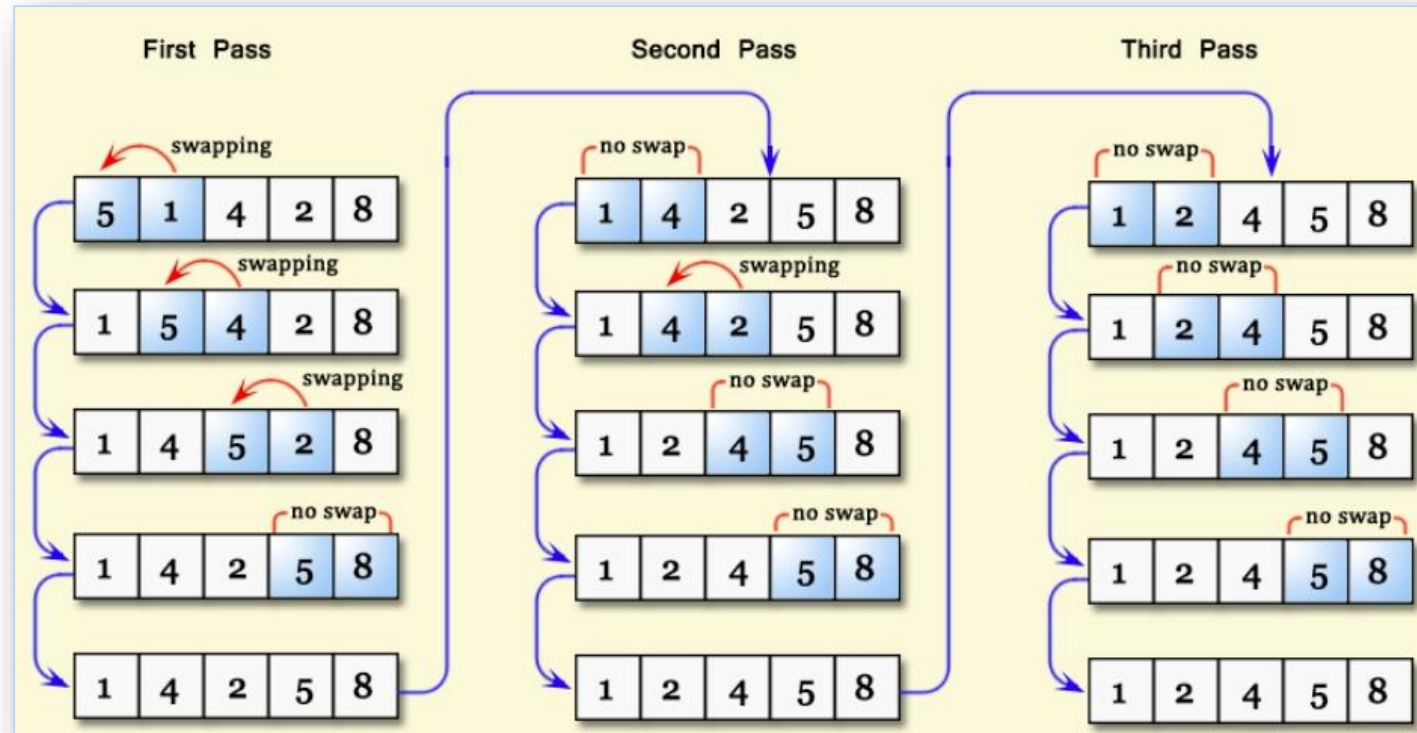 First Pass
swapping
5 1 4 2 8
swapping
1 5 4 2 8
swapping
1 4 5 2 8
no swap
1 4 2 5 8
1 4 2 5 8
Second Pass
no swap
1 4 2 5 8
swapping
1 4 2 5 8
no swap
1 2 4 5 8
no swap
1 2 4 5 8
1 2 4 5 8
Third Pass
no swap
1 2 4 5 8
no swap
1 2 4 5 8
no swap
1 2 4 5 8
no swap
1 2 4 5 8
1 2 4 5 8